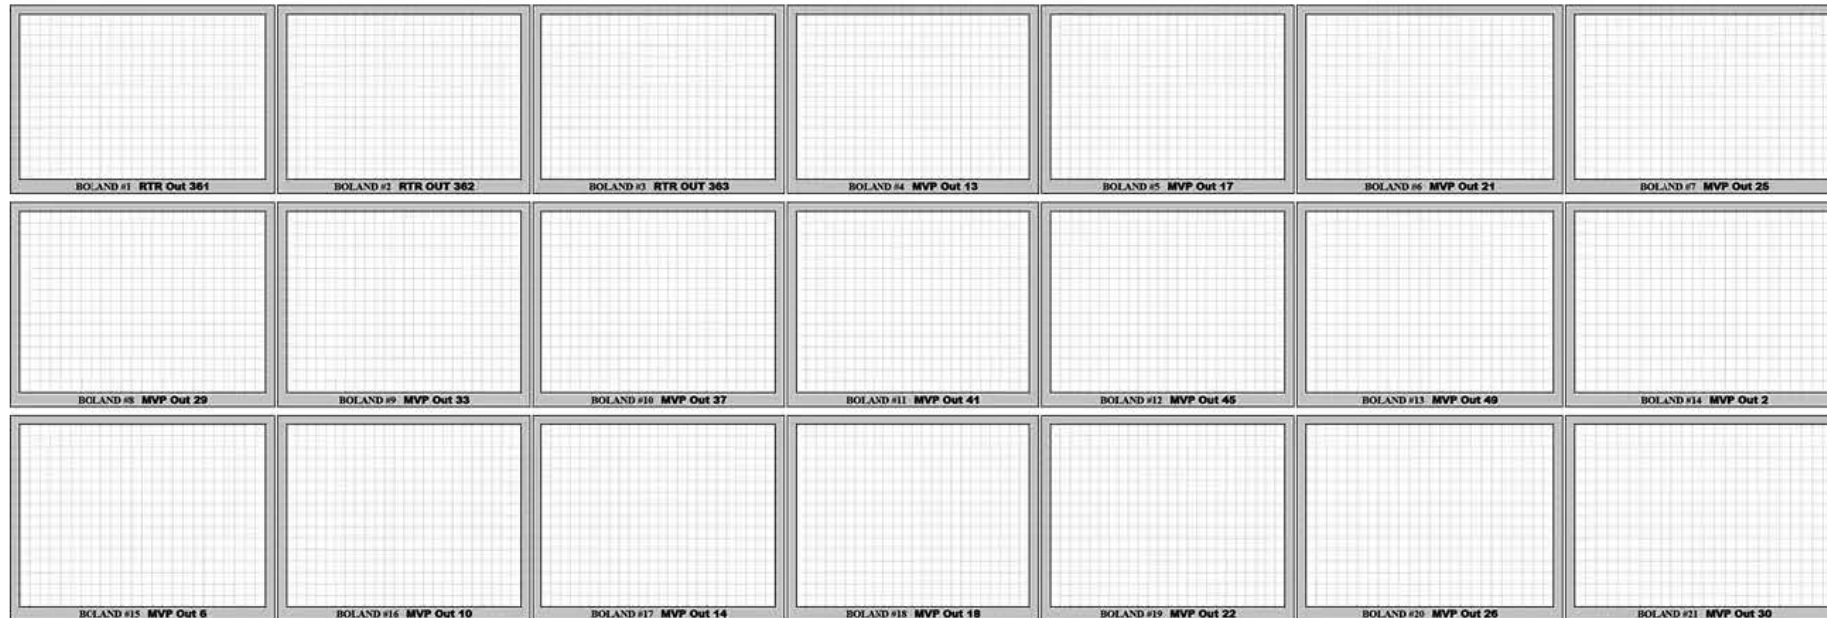 BOLAND #1 RTR Out 361
BOLAND #2 RTR OUT 362
BOLAND #3 RTR OUT 363
BOLAND #4 MVP Out 13
BOLAND #5 MVP Out 17
BOLAND #6 MVP Out 21
BOLAND #7 MVP Out 25
BOLAND #8 MVP Out 29
BOLAND #9 MVP Out 33
BOLAND #10 MVP Out 37
BOLAND #11 MVP Out 41
BOLAND #12 MVP Out 45
BOLAND #13 MVP Out 49
BOLAND #14 MVP Out 2
BOLAND #15 MVP Out 6
BOLAND #16 MVP Out 10
BOLAND #17 MVP Out 14
BOLAND #18 MVP Out 18
BOLAND #19 MVP Out 22
BOLAND #20 MVP Out 26
BOLAND #21 MVP Out 30